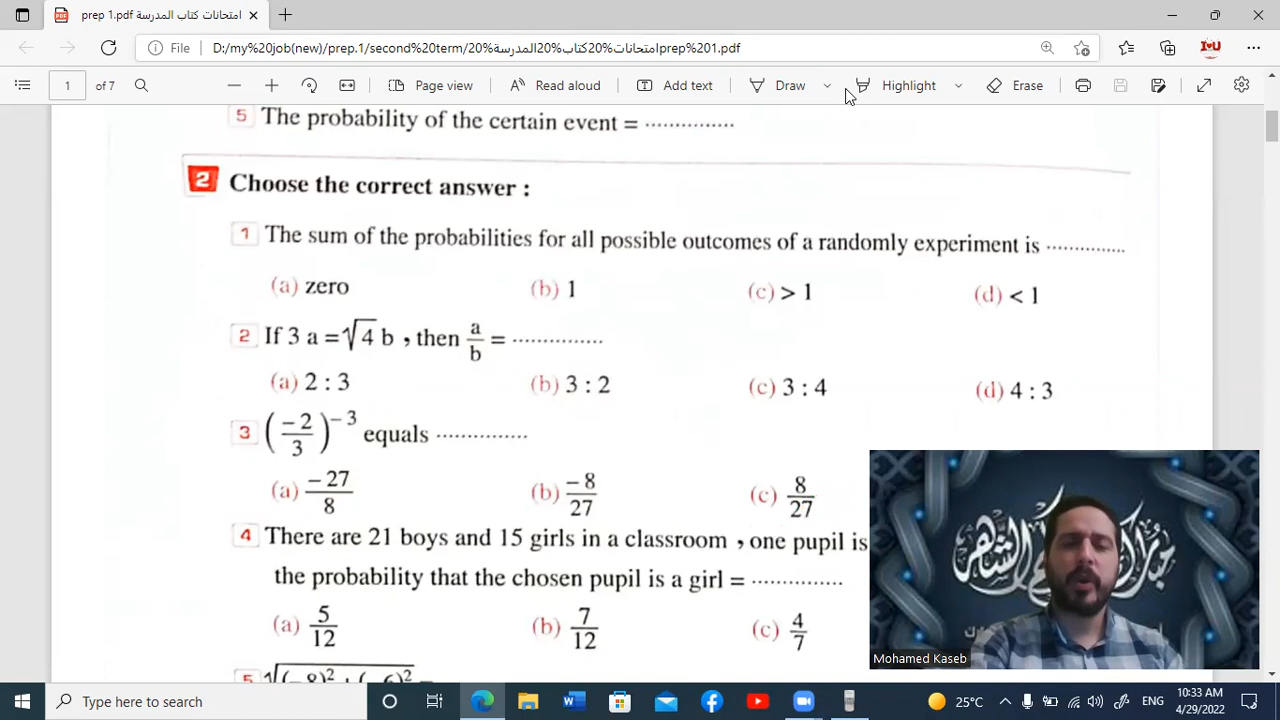 امتحانات كتاب المدرسة prep 1.pdf
File D:/my%20job(new)/prep.1/second%20term/20%امتحانات%20كتاب%20المدرسةprep%201.pdf
1 of 7 Page view Read aloud Add text Draw Highlight Erase
5 The probability of the certain event = ...............
2 Choose the correct answer :
1 The sum of the probabilities for all possible outcomes of a randomly experiment is ...............
(a) zero (b) 1 (c) > 1 (d) < 1
2 If 3 a = √4 b , then a/b = ...............
(a) 2 : 3 (b) 3 : 2 (c) 3 : 4 (d) 4 : 3
3 (-2/3)^-3 equals ...............
(a) -27/8 (b) -8/27 (c) 8/27
4 There are 21 boys and 15 girls in a classroom , one pupil is
the probability that the chosen pupil is a girl = ...............
(a) 5/12 (b) 7/12 (c) 4/7
Mohamed Kaseb
Type here to search
25°C ENG 10:33 AM
4/29/2022